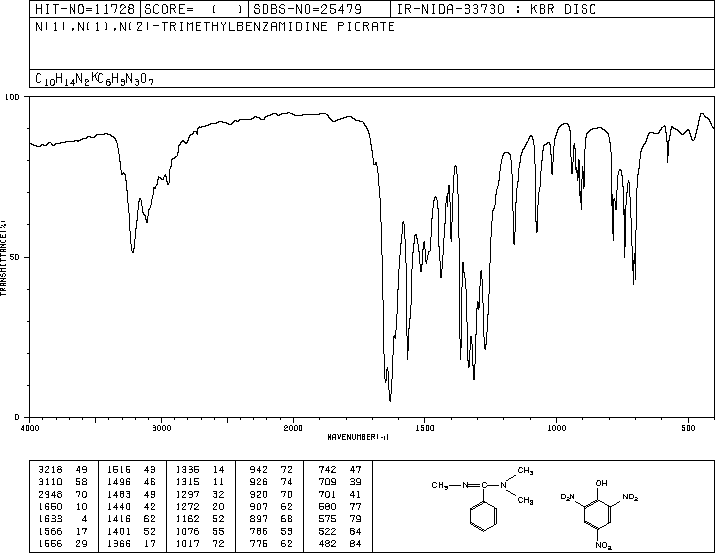 HIT-NO=11728 SCORE= ( ) SDBS-NO=25479 IR-NIDA-33730 : KBR DISC
N(1),N(1),N(2)-TRIMETHYLBENZAMIDINE PICRATE
C10H14N2KC6H3N3O7
100
50
0
TRANSMITTANCE(%)
4000 3000 2000 1500 1000 500
WAVENUMBER(-1)
3218 49 1516 43 1336 14 942 72 742 47
3110 58 1496 46 1315 11 926 74 709 39
2948 70 1483 49 1297 32 920 70 701 41
1650 10 1440 42 1272 20 907 62 680 77
1633 4 1416 62 1162 52 897 68 575 79
1566 17 1401 52 1076 55 786 53 522 84
1556 29 1366 17 1017 72 776 62 482 84
CH3 N C N CH3
CH3
OH
O2N NO2
NO2